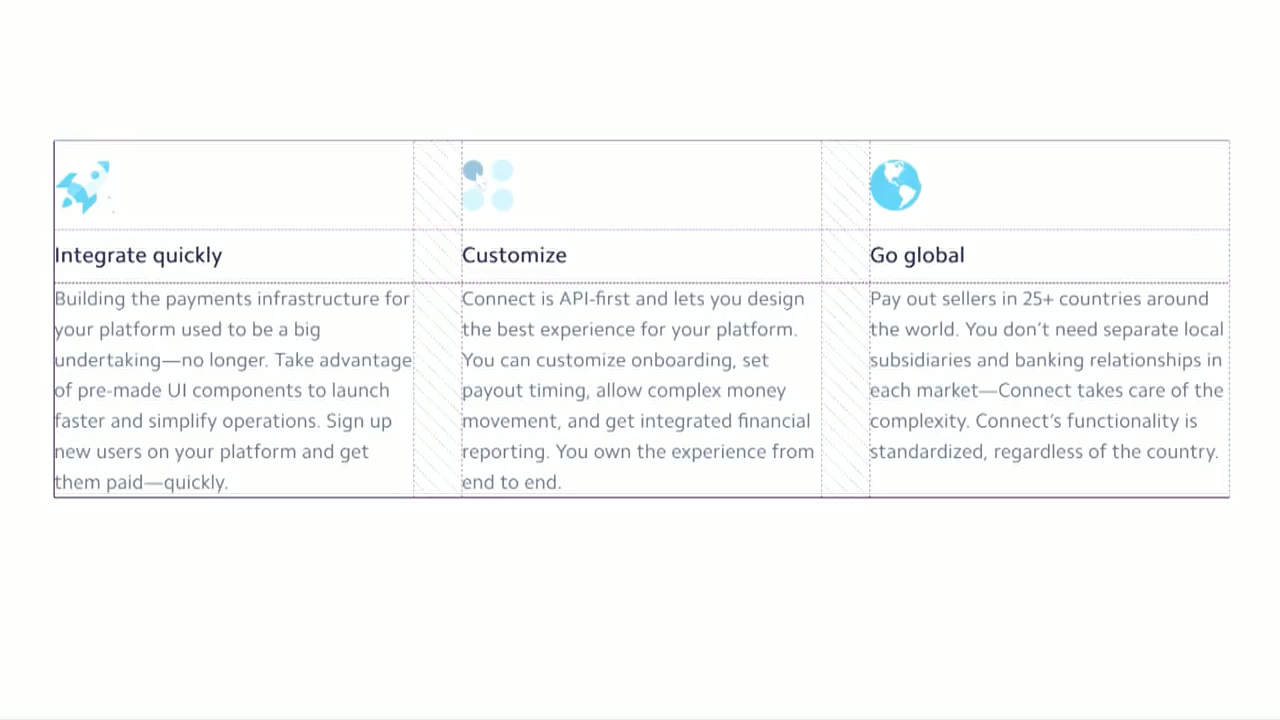 Integrate quickly
Building the payments infrastructure for
your platform used to be a big
undertaking—no longer. Take advantage
of pre-made UI components to launch
faster and simplify operations. Sign up
new users on your platform and get
them paid—quickly.
Customize
Connect is API-first and lets you design
the best experience for your platform.
You can customize onboarding, set
payout timing, allow complex money
movement, and get integrated financial
reporting. You own the experience from
end to end.
Go global
Pay out sellers in 25+ countries around
the world. You don’t need separate local
subsidiaries and banking relationships in
each market—Connect takes care of the
complexity. Connect’s functionality is
standardized, regardless of the country.